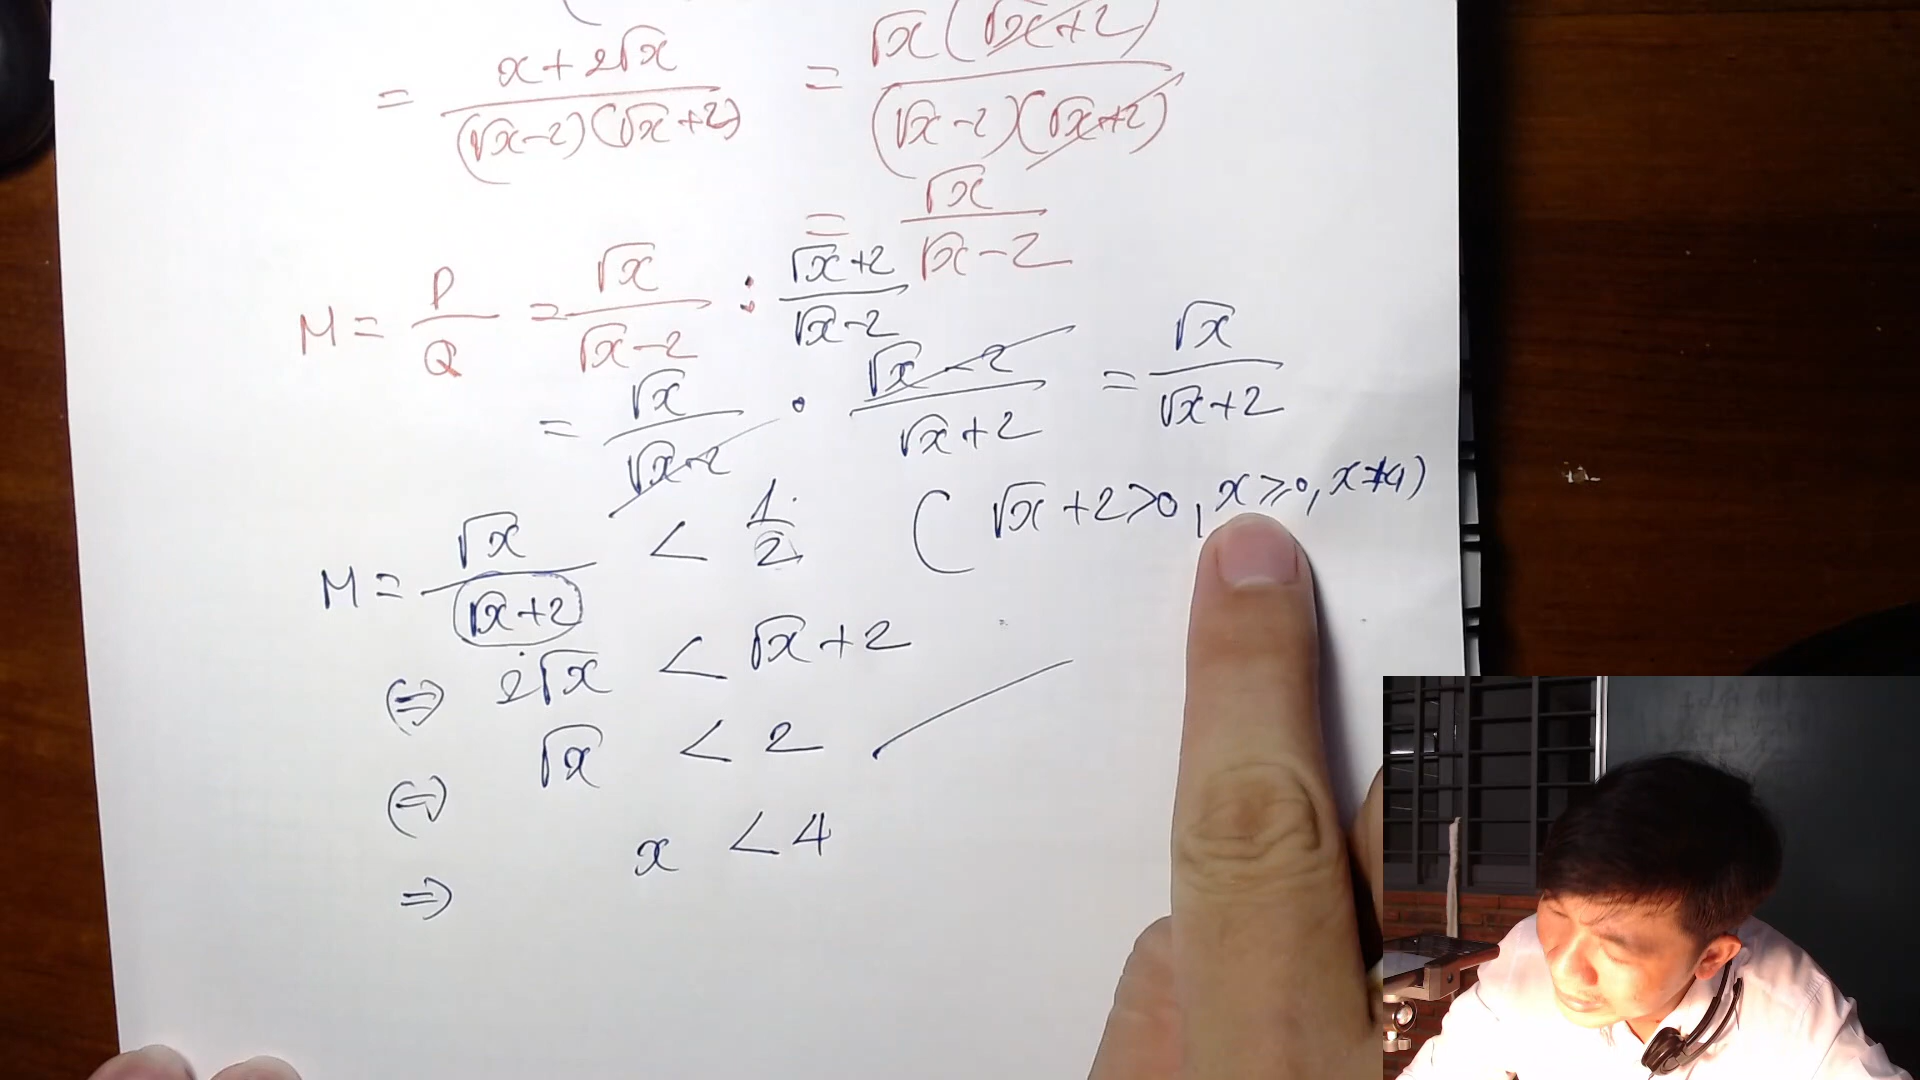 = x+2√x / (√x-2)(√x+2) = √x(√x+2) / (√x-2)(√x+2)
= √x / √x-2
M = P / Q = √x / √x-2 : √x+2 / √x-2
= √x / √x-2 · √x-2 / √x+2 = √x / √x+2
M = √x / √x+2 < 1 / 2 ( √x+2>0, x≥0, x≠4)
⇔ 2√x < √x+2
⇔ √x < 2
⇒ x < 4